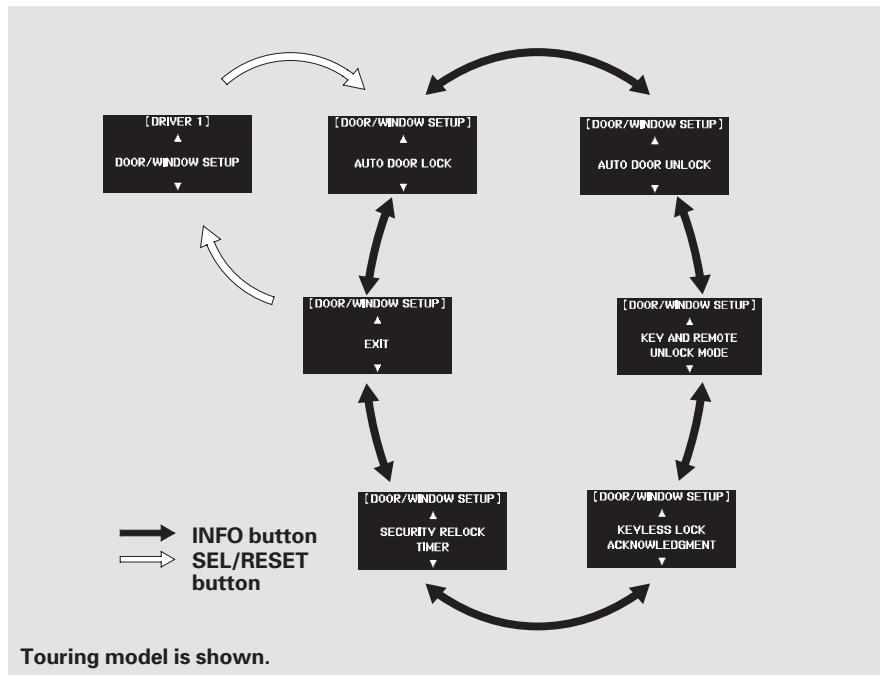 [DRIVER 1]
DOOR/WINDOW SETUP
[DOOR/WINDOW SETUP]
AUTO DOOR LOCK
[DOOR/WINDOW SETUP]
AUTO DOOR UNLOCK
[DOOR/WINDOW SETUP]
EXIT
[DOOR/WINDOW SETUP]
KEY AND REMOTE
UNLOCK MODE
[DOOR/WINDOW SETUP]
SECURITY RELOCK
TIMER
[DOOR/WINDOW SETUP]
KEYLESS LOCK
ACKNOWLEDGMENT
INFO button
SEL/RESET
button
Touring model is shown.